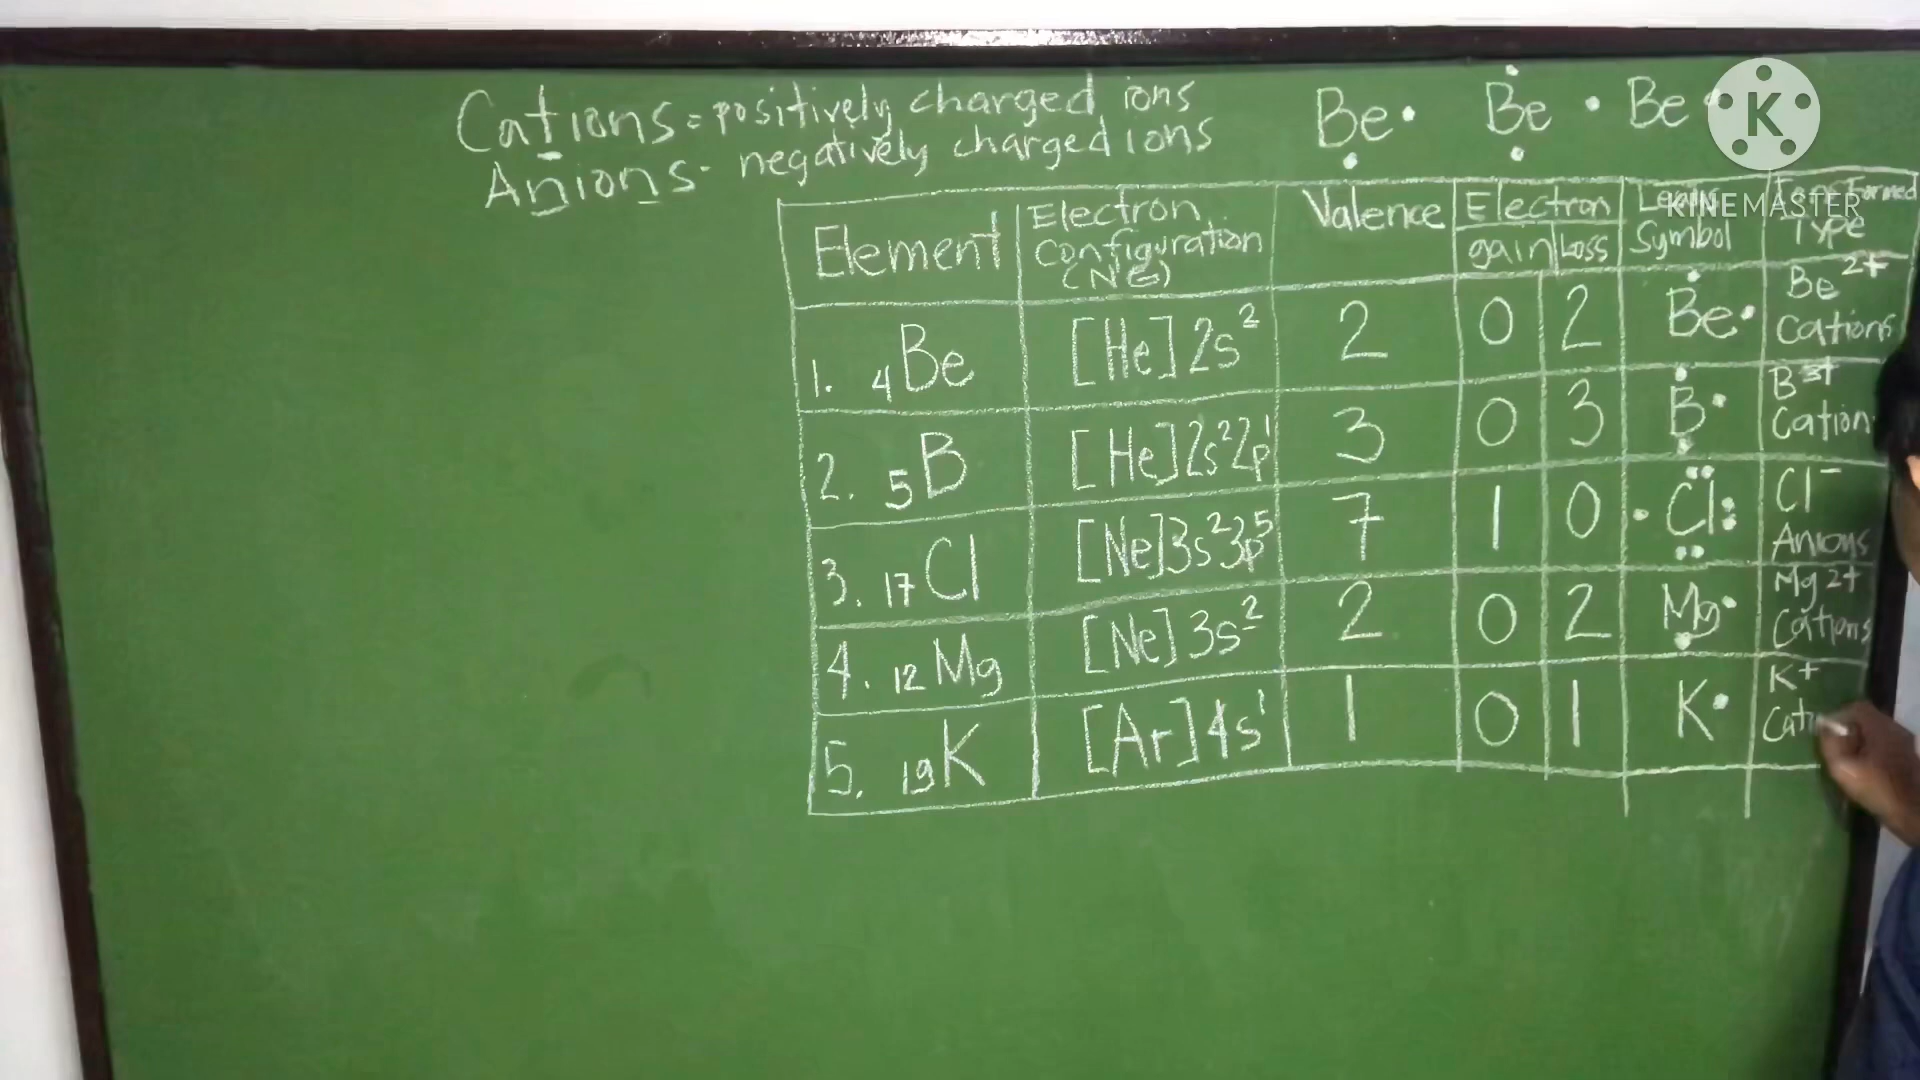 Cations = positively charged ions
Anions - negatively charged ions
Be Be Be
K
KINEMASTER
Element
Electron Configuration (NG)
Valence
Electron
gain Loss
Symbol
Formed
Type
1. 4Be [He] 2s² 2 0 2 Be Be²⁺ Cations
2. 5B [He] 2s²2p¹ 3 0 3 B B³⁺ Cation
3. 17Cl [Ne] 3s²3p⁵ 7 1 0 Cl Cl⁻ Anions
4. 12Mg [Ne] 3s² 2 0 2 Mg Mg²⁺ Cations
5. 19K [Ar] 4s¹ 1 0 1 K K⁺ Cati